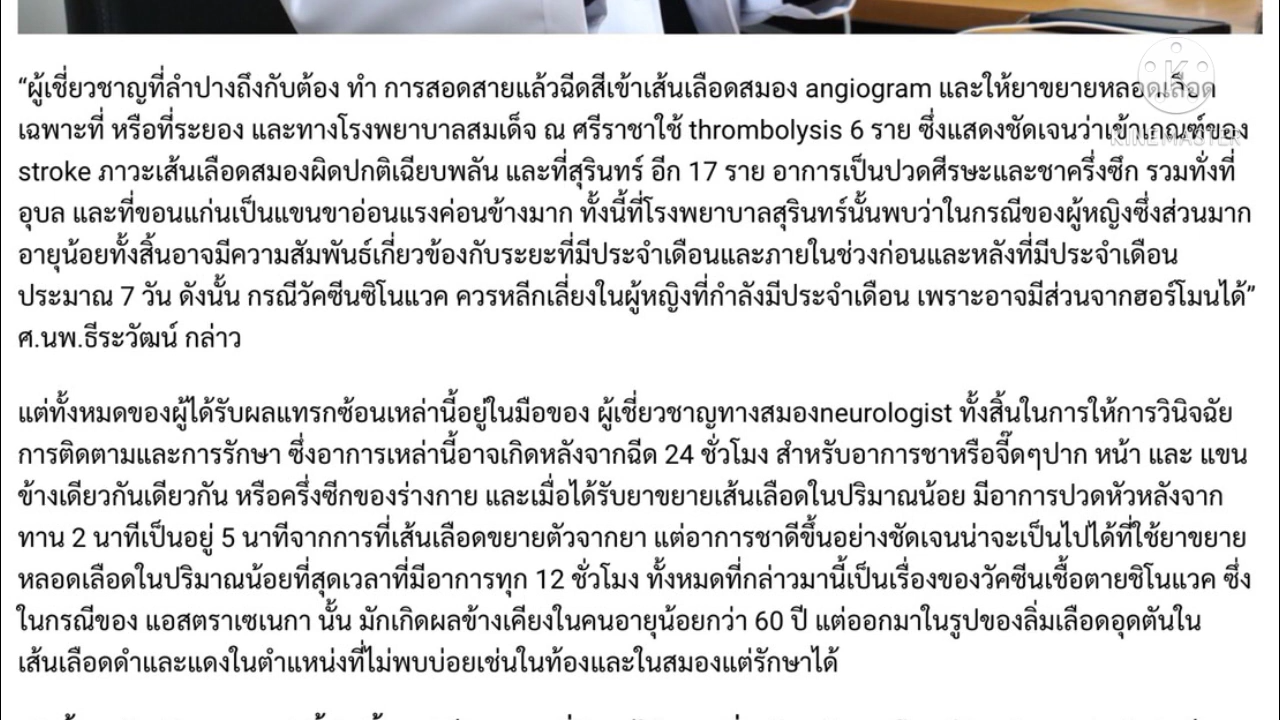 “ผู้เชี่ยวชาญที่ลำปางถึงกับต้อง ทำ การสอดสายแล้วฉีดสีเข้าเส้นเลือดสมอง angiogram และให้ยาขยายหลอดเลือด
เฉพาะที่ หรือที่ระยอง และทางโรงพยาบาลสมเด็จ ณ ศรีราชาใช้ thrombolysis 6 ราย ซึ่งแสดงชัดเจนว่าเข้าเกณฑ์ของ
KINEMASTER
stroke ภาวะเส้นเลือดสมองผิดปกติเฉียบพลัน และที่สุรินทร์ อีก 17 ราย อาการเป็นปวดศีรษะและชาครึ่งซึก รวมทั่งที่
อุบล และที่ขอนแก่นเป็นแขนขาอ่อนแรงค่อนข้างมาก ทั้งนี้ที่โรงพยาบาลสุรินทร์นั้นพบว่าในกรณีของผู้หญิงซึ่งส่วนมาก
อายุน้อยทั้งสิ้นอาจมีความสัมพันธ์เกี่ยวข้องกับระยะที่มีประจำเดือนและภายในช่วงก่อนและหลังที่มีประจำเดือน
ประมาณ 7 วัน ดังนั้น กรณีวัคซีนซิโนแวค ควรหลีกเลี่ยงในผู้หญิงที่กำลังมีประจำเดือน เพราะอาจมีส่วนจากฮอร์โมนได้”
ศ.นพ.ธีระวัฒน์ กล่าว
แต่ทั้งหมดของผู้ได้รับผลแทรกซ้อนเหล่านี้อยู่ในมือของ ผู้เชี่ยวชาญทางสมองneurologist ทั้งสิ้นในการให้การวินิจฉัย
การติดตามและการรักษา ซึ่งอาการเหล่านี้อาจเกิดหลังจากฉีด 24 ชั่วโมง สำหรับอาการชาหรือจี๊ดๆปาก หน้า และ แขน
ข้างเดียวกันเดียวกัน หรือครึ่งซีกของร่างกาย และเมื่อได้รับยาขยายเส้นเลือดในปริมาณน้อย มีอาการปวดหัวหลังจาก
ทาน 2 นาทีเป็นอยู่ 5 นาทีจากการที่เส้นเลือดขยายตัวจากยา แต่อาการชาดีขึ้นอย่างชัดเจนน่าจะเป็นไปได้ที่ใช้ยาขยาย
หลอดเลือดในปริมาณน้อยที่สุดเวลาที่มีอาการทุก 12 ชั่วโมง ทั้งหมดที่กล่าวมานี้เป็นเรื่องของวัคซีนเชื้อตายซิโนแวค ซึ่ง
ในกรณีของ แอสตราเซเนกา นั้น มักเกิดผลข้างเคียงในคนอายุน้อยกว่า 60 ปี แต่ออกมาในรูปของลิ่มเลือดอุดตันใน
เส้นเลือดดำและแดงในตำแหน่งที่ไม่พบบ่อยเช่นในท้องและในสมองแต่รักษาได้